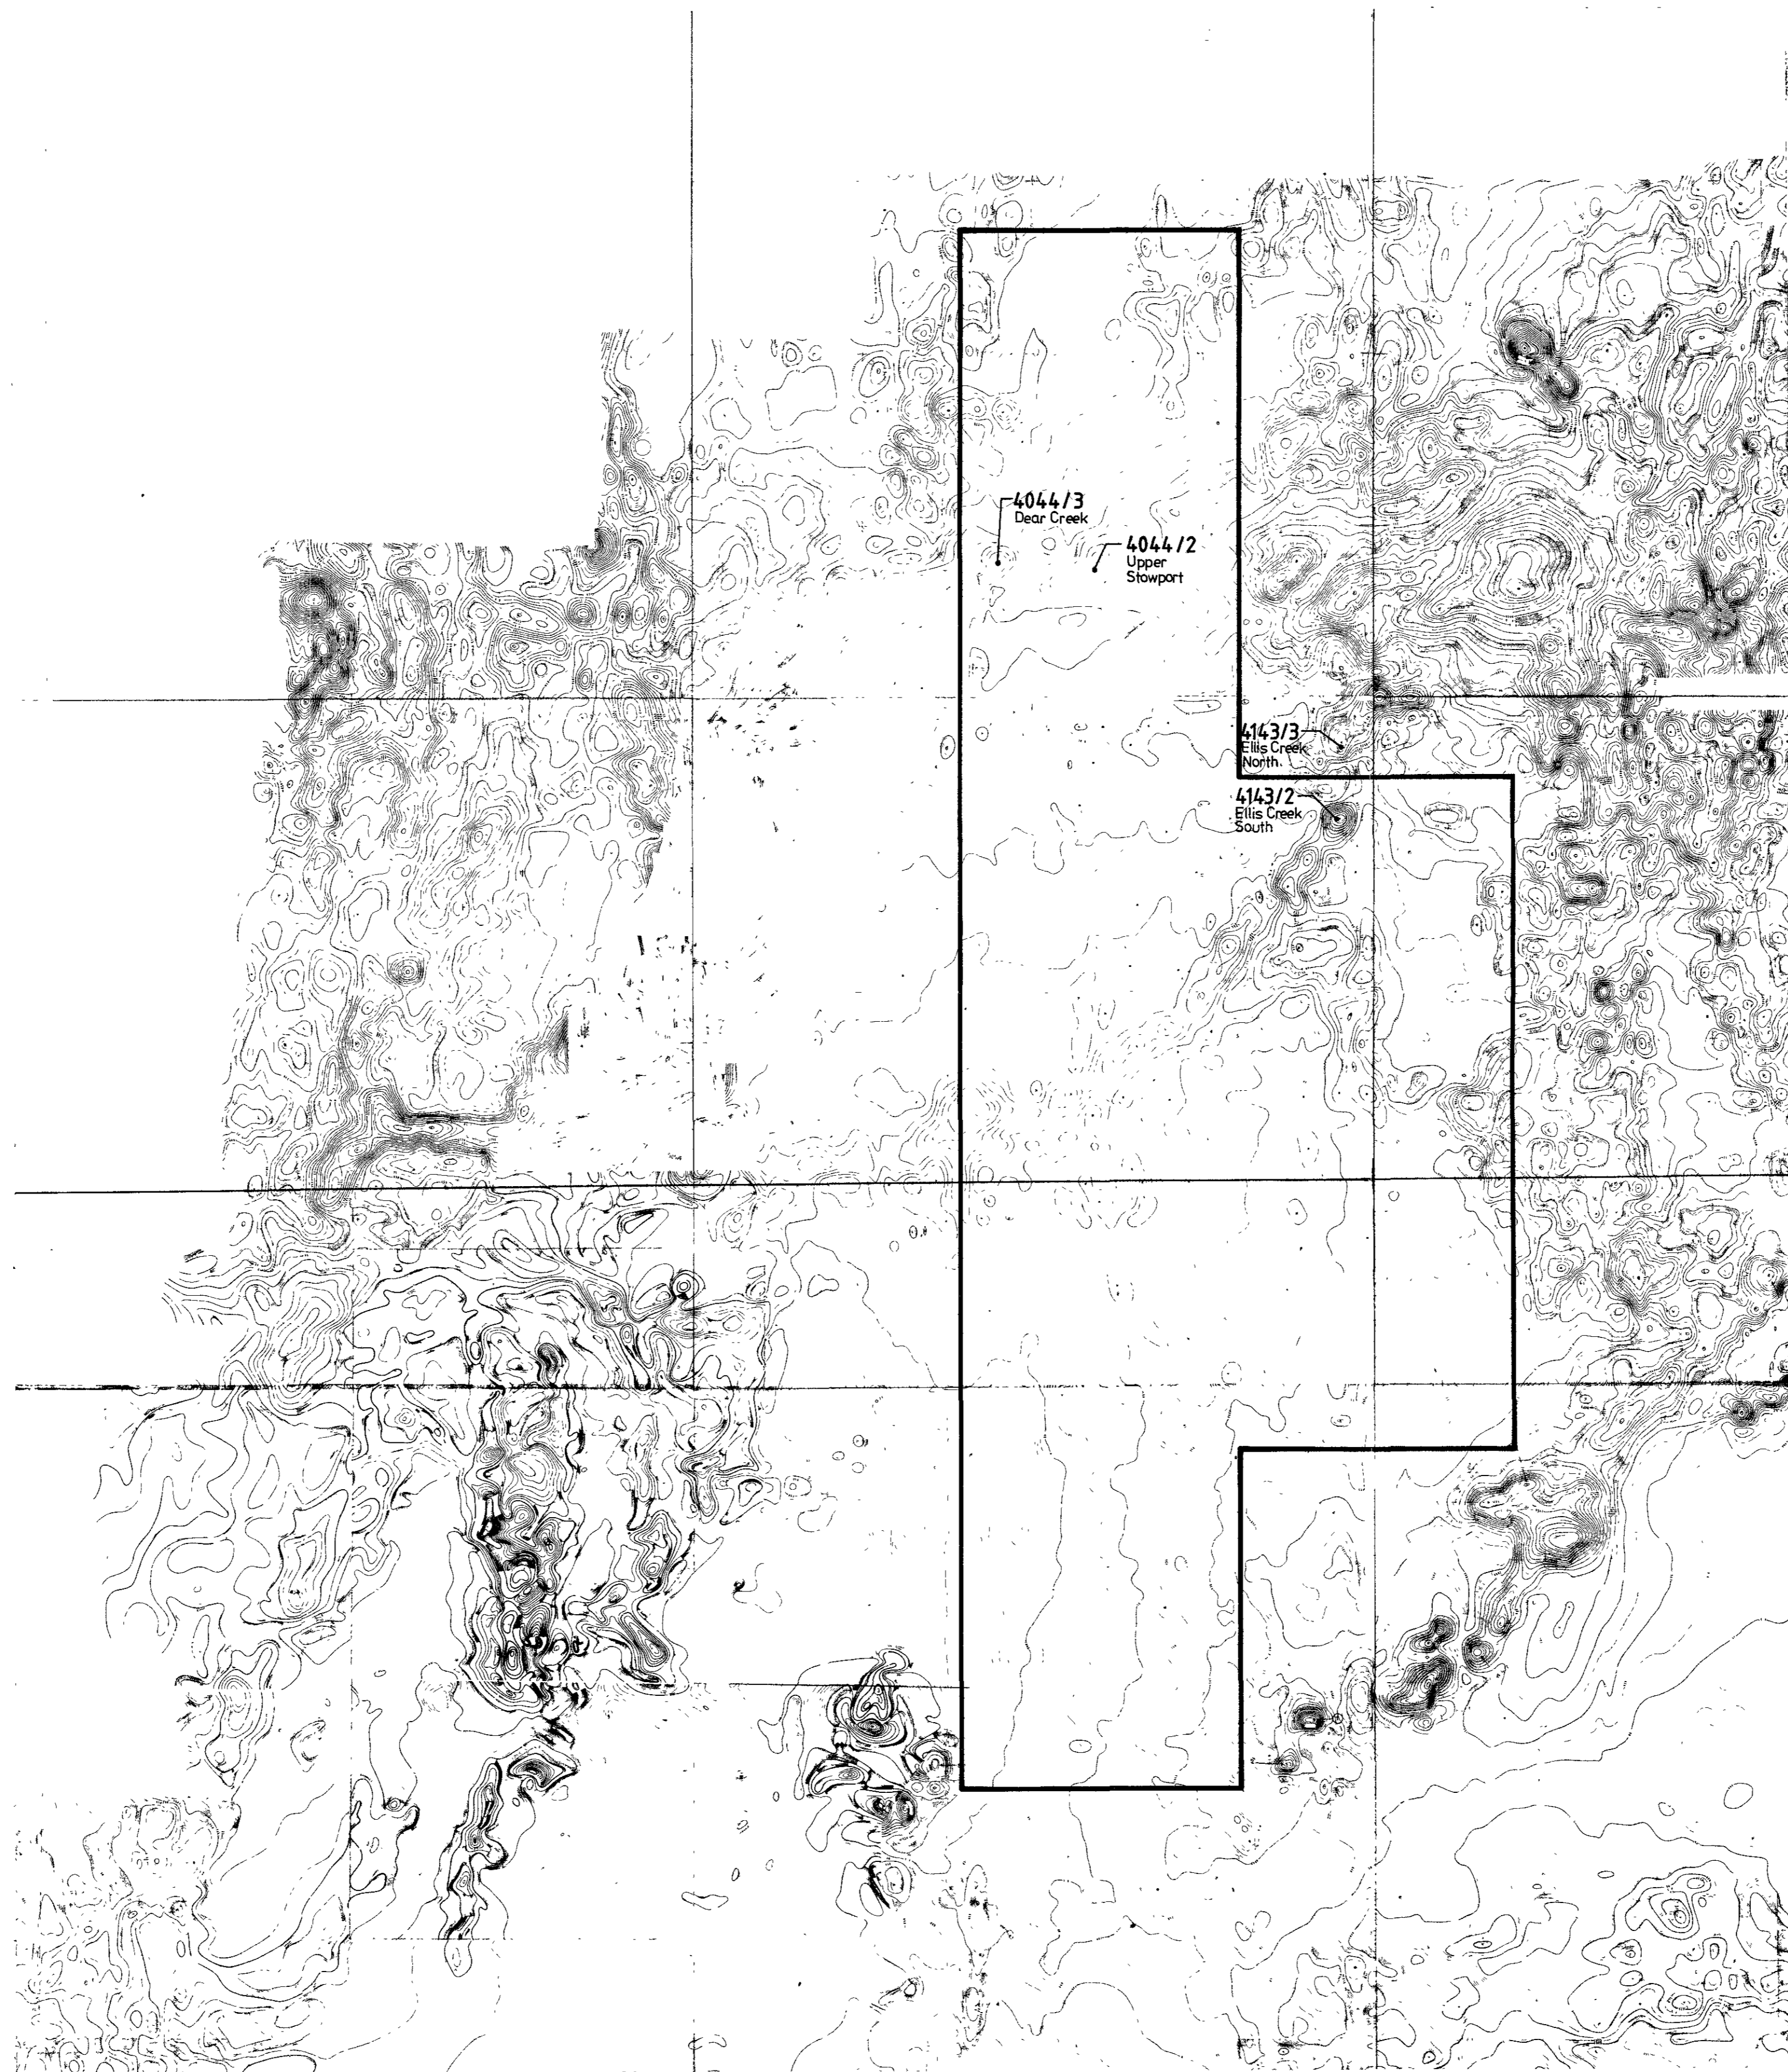 4044/3
Dear Creek
4044/2
Upper
Stowport
4143/3
Ellis Creek
North.
4143/2
Ellis Creek
South